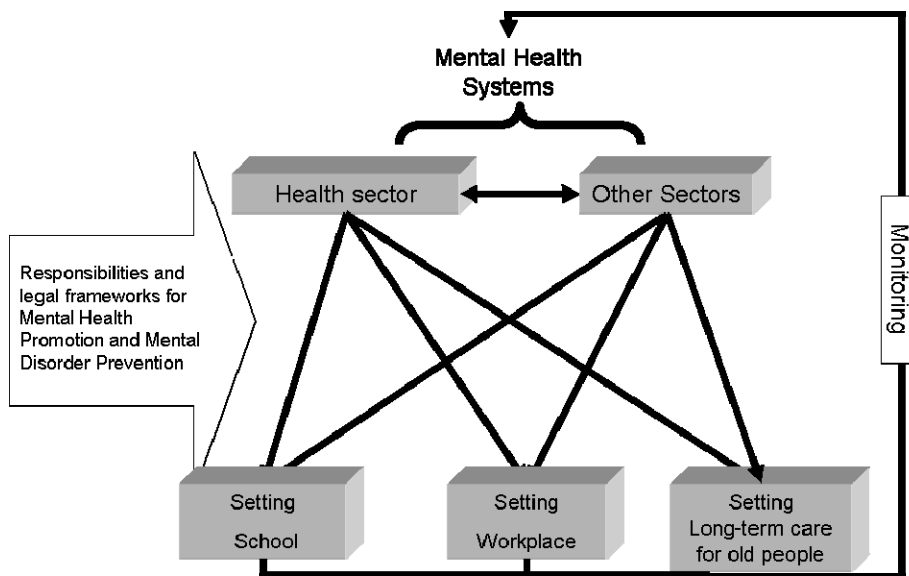 Mental Health
Systems
Health sector
Other Sectors
Responsibilities and
legal frameworks for
Mental Health
Promotion and Mental
Disorder Prevention
Monitoring
Setting
School
Setting
Workplace
Setting
Long-term care
for old people